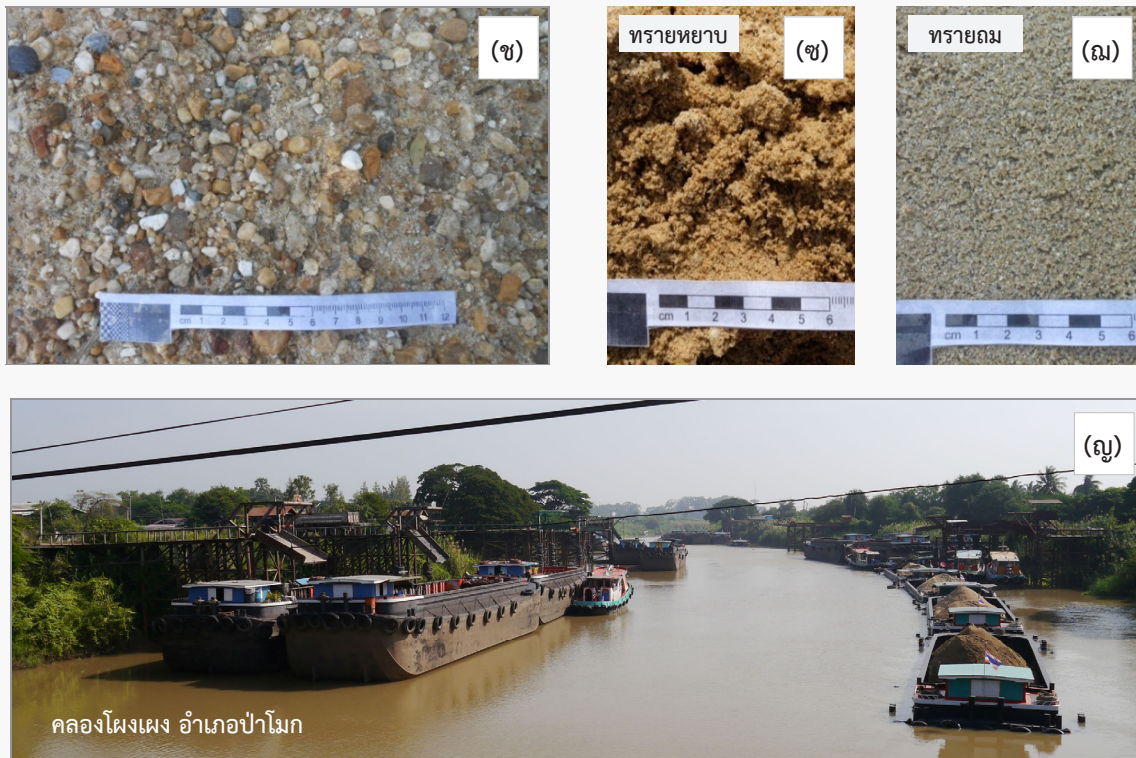 (ช)
ทรายหยาบ
(ซ)
ทรายถม
(ฌ)
cm 1 2 3 4 5 6 7 8 9 10 11 12
cm 1 2 3 4 5 6
cm 1 2 3 4 5 6
(ญ)
คลองโผงเผง อำเภอป่าโมก